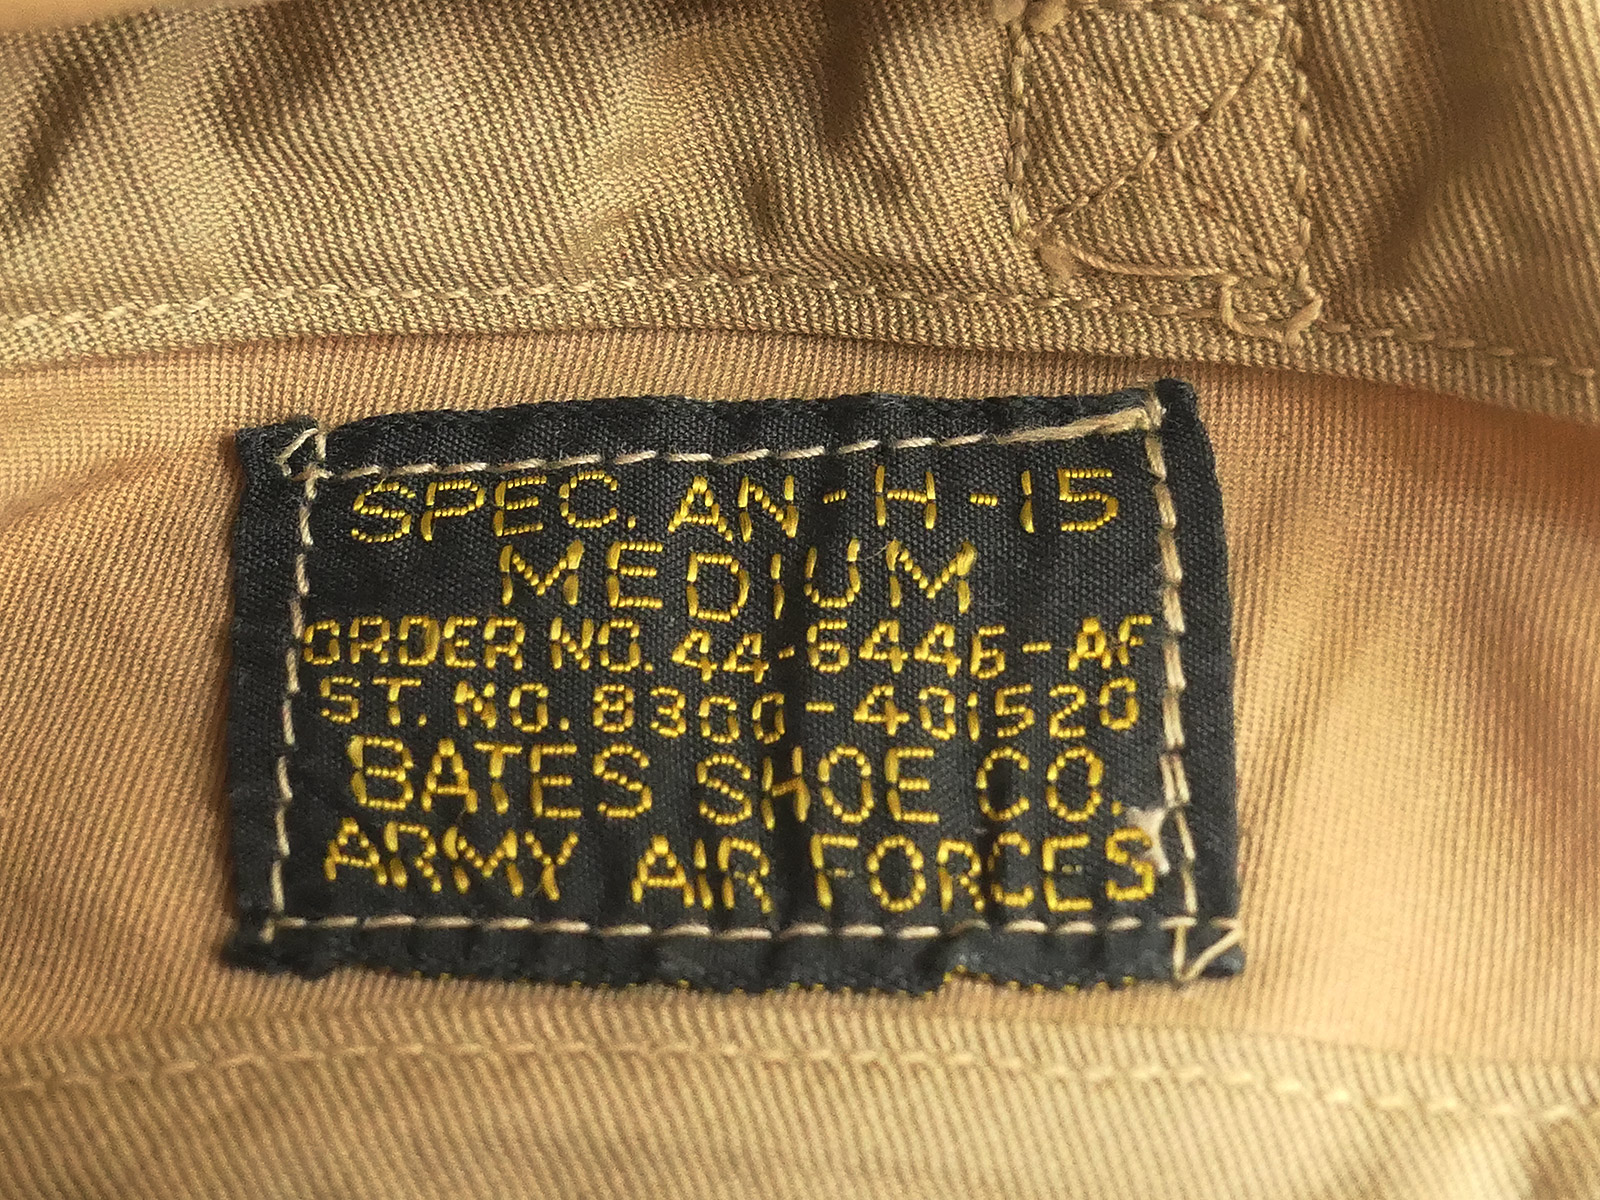 SPEC. AN-H-15
MEDIUM
ORDER NO. 44-6446-AF
ST. NO. 8300-401520
BATES SHOE CO.
ARMY AIR FORCES